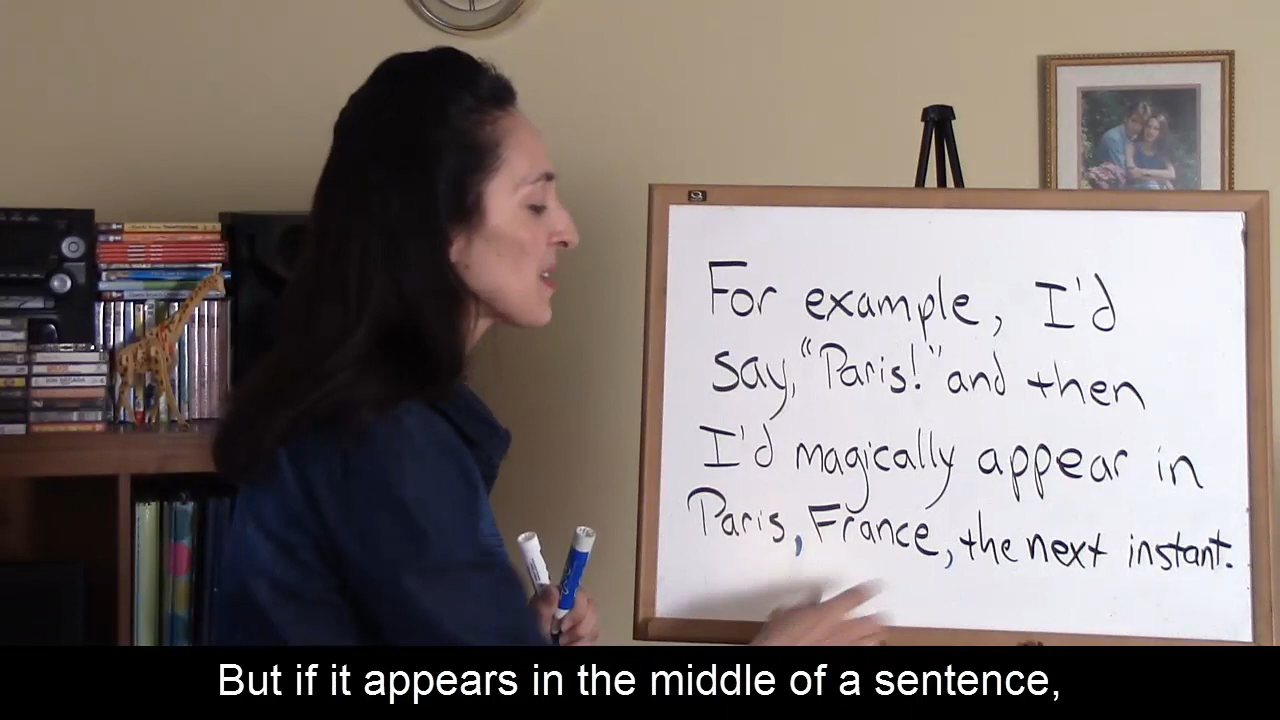 For example, I'd
say, “Paris!” and then
I'd magically appear in
Paris, France, the next instant.
But if it appears in the middle of a sentence,